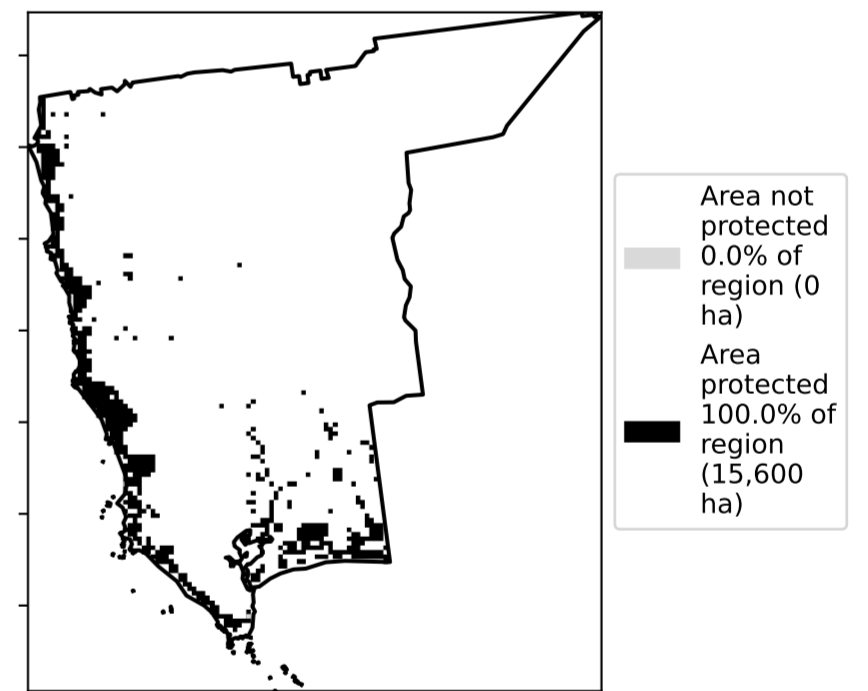 Area not
protected
0.0% of
region (0
ha)
Area
protected
100.0% of
region
(15,600
ha)